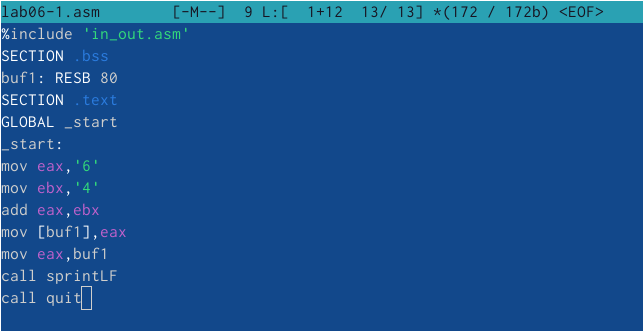 lab06-1.asm [-M--] 9 L:[ 1+12 13/ 13] *(172 / 172b) <EOF>
%include 'in_out.asm'
SECTION .bss
buf1: RESB 80
SECTION .text
GLOBAL _start
_start:
mov eax,'6'
mov ebx,'4'
add eax,ebx
mov [buf1],eax
mov eax,buf1
call sprintLF
call quit